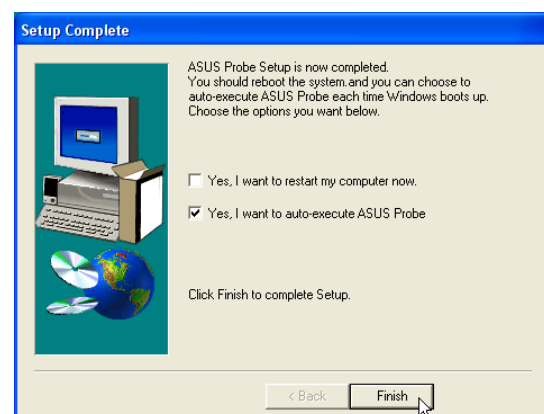 Setup Complete
ASUS Probe Setup is now completed.
You should reboot the system.and you can choose to
auto-execute ASUS Probe each time Windows boots up.
Choose the options you want below.
Yes, I want to restart my computer now.
Yes, I want to auto-execute ASUS Probe
Click Finish to complete Setup.
< Back
Finish